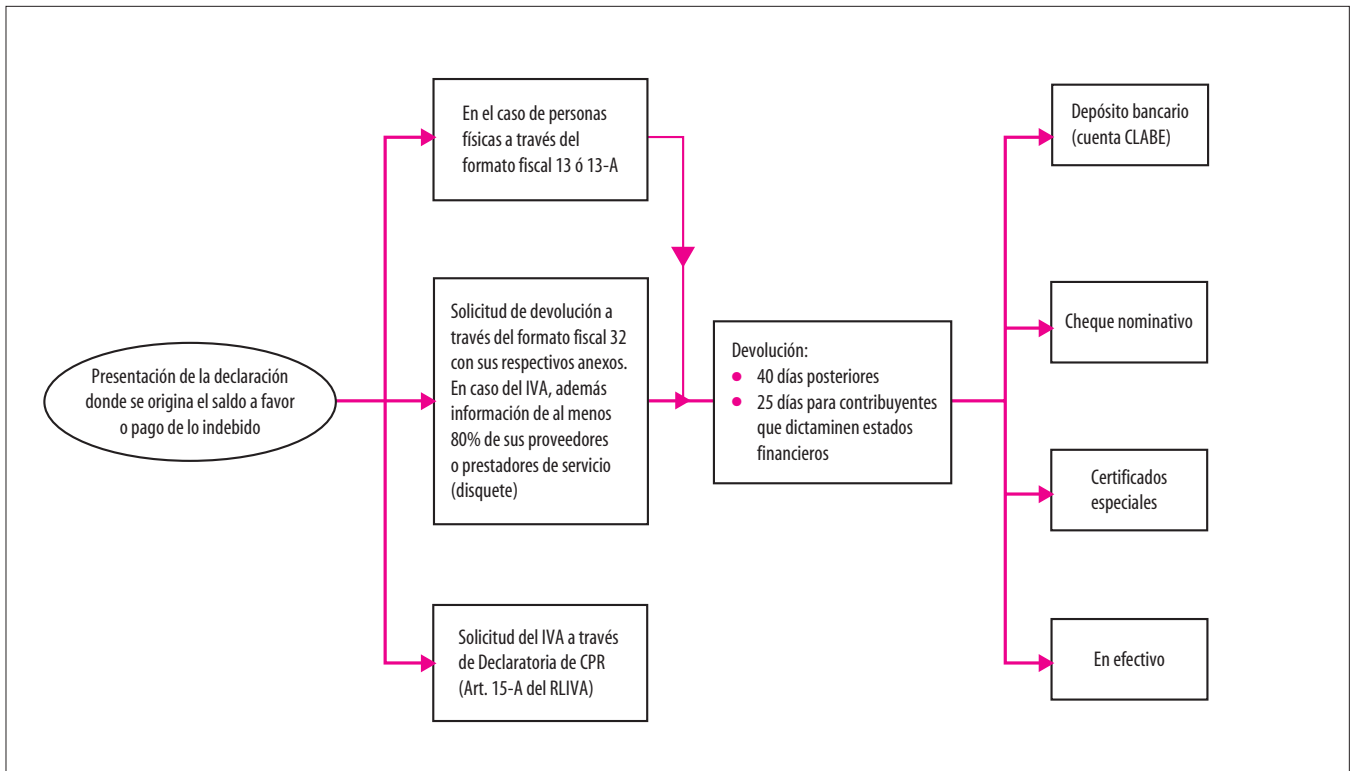 Presentación de la declaración
donde se origina el saldo a favor
o pago de lo indebido
En el caso de personas
físicas a través del
formato fiscal 13 ó 13-A
Solicitud de devolución a
través del formato fiscal 32
con sus respectivos anexos.
En caso del IVA, además
información de al menos
80% de sus proveedores
o prestadores de servicio
(disquete)
Solicitud del IVA a través
de Declaratoria de CPR
(Art. 15-A del RLIVA)
Devolución:
● 40 días posteriores
● 25 días para contribuyentes
que dictaminen estados
financieros
Depósito bancario
(cuenta CLABE)
Cheque nominativo
Certificados
especiales
En efectivo